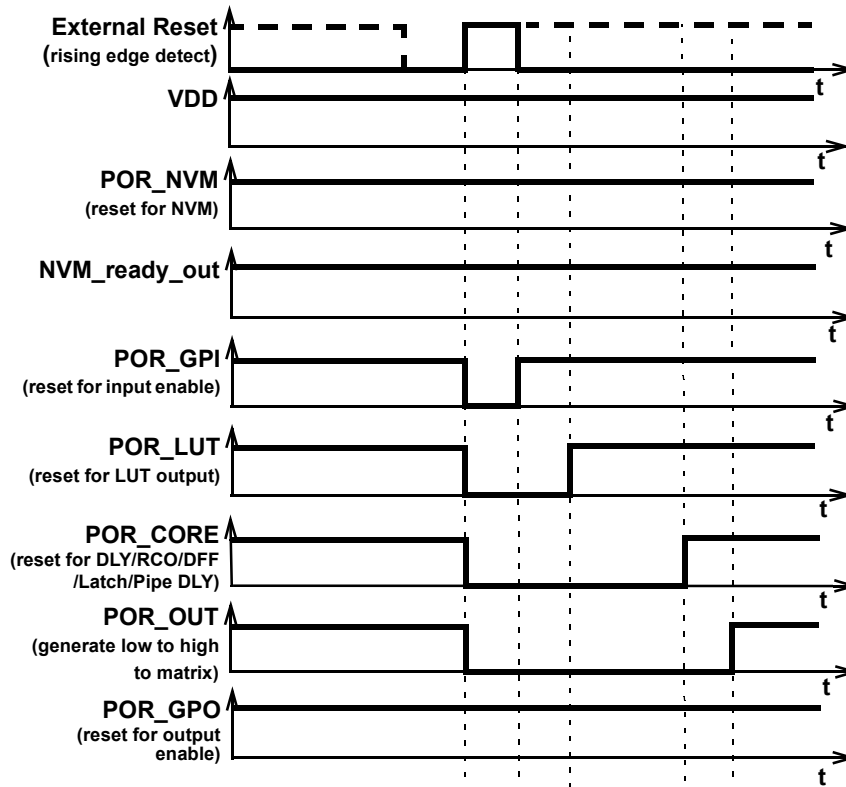 External Reset
(rising edge detect)
t
VDD
t
POR_NVM
(reset for NVM)
t
NVM_ready_out
t
POR_GPI
(reset for input enable)
t
POR_LUT
(reset for LUT output)
t
POR_CORE
(reset for DLY/RCO/DFF
/Latch/Pipe DLY)
t
POR_OUT
(generate low to high
to matrix)
t
POR_GPO
(reset for output
enable)
t